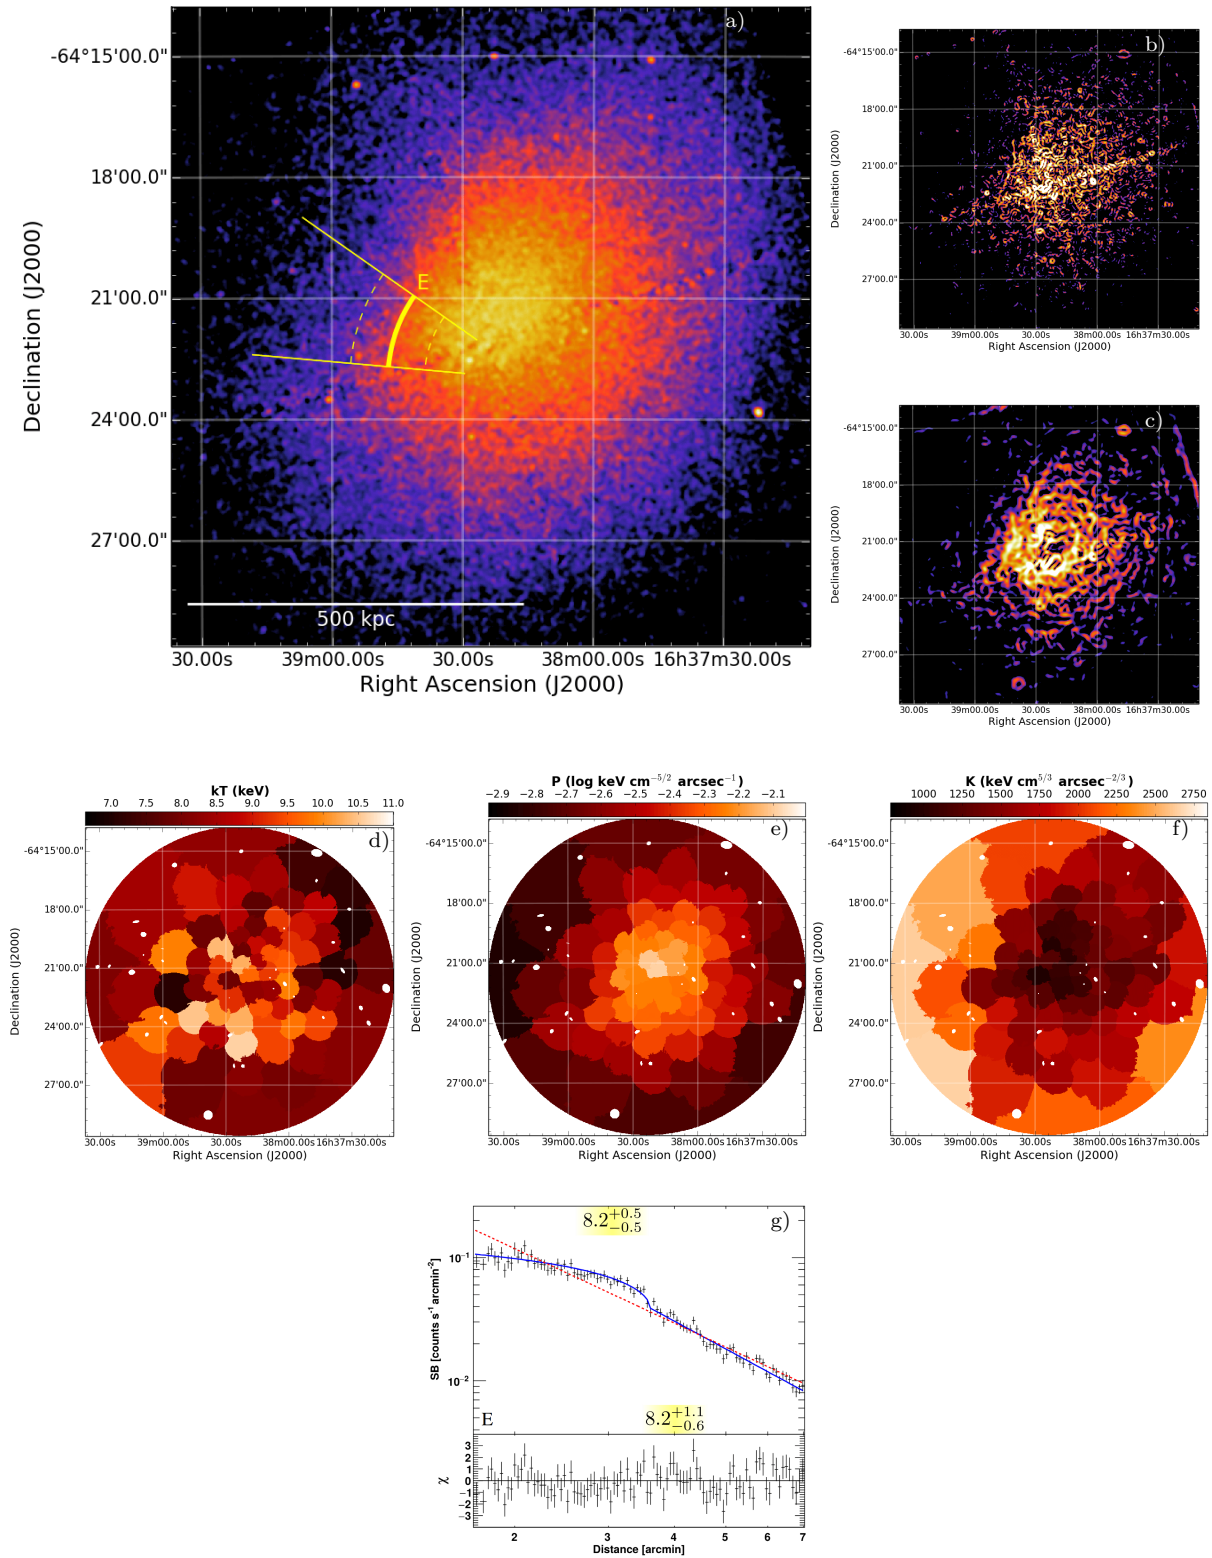 a)
-64°15'00.0"
18'00.0"
21'00.0"
24'00.0"
27'00.0"
Declination (J2000)
E
500 kpc
30.00s 39m00.00s 30.00s 38m00.00s 16h37m30.00s
Right Ascension (J2000)
b)
-64°15'00.0"
18'00.0"
21'00.0"
24'00.0"
27'00.0"
Declination (J2000)
30.00s 39m00.00s 30.00s 38m00.00s 16h37m30.00s
Right Ascension (J2000)
c)
-64°15'00.0"
18'00.0"
21'00.0"
24'00.0"
27'00.0"
Declination (J2000)
30.00s 39m00.00s 30.00s 38m00.00s 16h37m30.00s
Right Ascension (J2000)
kT (keV)
7.0 7.5 8.0 8.5 9.0 9.5 10.0 10.5 11.0
d)
-64°15'00.0"
18'00.0"
21'00.0"
24'00.0"
27'00.0"
Declination (J2000)
30.00s 39m00.00s 30.00s 38m00.00s 16h37m30.00s
Right Ascension (J2000)
P (log keV cm^{-5/2} arcsec^{-1})
−2.9 −2.8 −2.7 −2.6 −2.5 −2.4 −2.3 −2.2 −2.1
e)
-64°15'00.0"
18'00.0"
21'00.0"
24'00.0"
27'00.0"
Declination (J2000)
30.00s 39m00.00s 30.00s 38m00.00s 16h37m30.00s
Right Ascension (J2000)
K (keV cm^{5/3} arcsec^{-2/3})
1000 1250 1500 1750 2000 2250 2500 2750
f)
-64°15'00.0"
18'00.0"
21'00.0"
24'00.0"
27'00.0"
Declination (J2000)
30.00s 39m00.00s 30.00s 38m00.00s 16h37m30.00s
Right Ascension (J2000)
g)
8.2^{+0.5}_{-0.5}
10^{-1}
10^{-2}
SB [counts s^{-1} arcmin^{-2}]
E
8.2^{+1.1}_{-0.6}
3
2
1
0
−1
−2
−3
χ
2 3 4 5 6 7
Distance [arcmin]